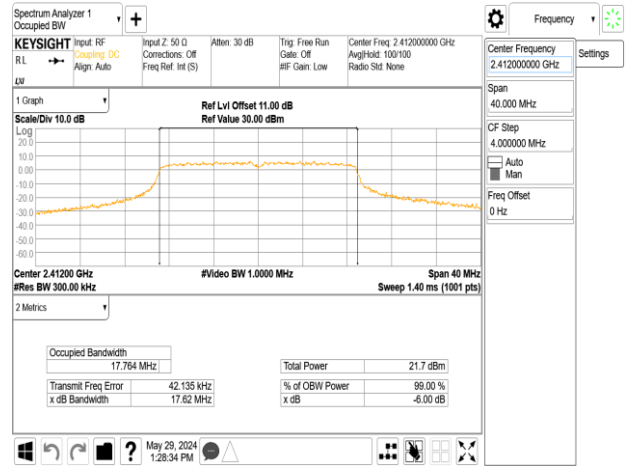 Spectrum Analyzer 1
Occupied BW
KEYSIGHT
RL
LXI
Input: RF
Coupling: DC
Align: Auto
Input Z: 50 Ω
Corrections: Off
Freq Ref: Int (S)
Atten: 30 dB
Trig: Free Run
Gate: Off
#IF Gain: Low
Center Freq: 2.412000000 GHz
Avg|Hold: 100/100
Radio Std: None
1 Graph
Scale/Div 10.0 dB
Ref Lvl Offset 11.00 dB
Ref Value 30.00 dBm
Log
20.0
10.0
0.00
-10.0
-20.0
-30.0
-40.0
-50.0
-60.0
Center 2.41200 GHz
#Res BW 300.00 kHz
#Video BW 1.0000 MHz
Span 40 MHz
Sweep 1.40 ms (1001 pts)
2 Metrics
Occupied Bandwidth
17.764 MHz
Transmit Freq Error 42.135 kHz
x dB Bandwidth 17.62 MHz
Total Power 21.7 dBm
% of OBW Power 99.00 %
x dB -6.00 dB
May 29, 2024
1:28:34 PM
Frequency
Settings
Center Frequency
2.412000000 GHz
Span
40.000 MHz
CF Step
4.000000 MHz
Auto
Man
Freq Offset
0 Hz